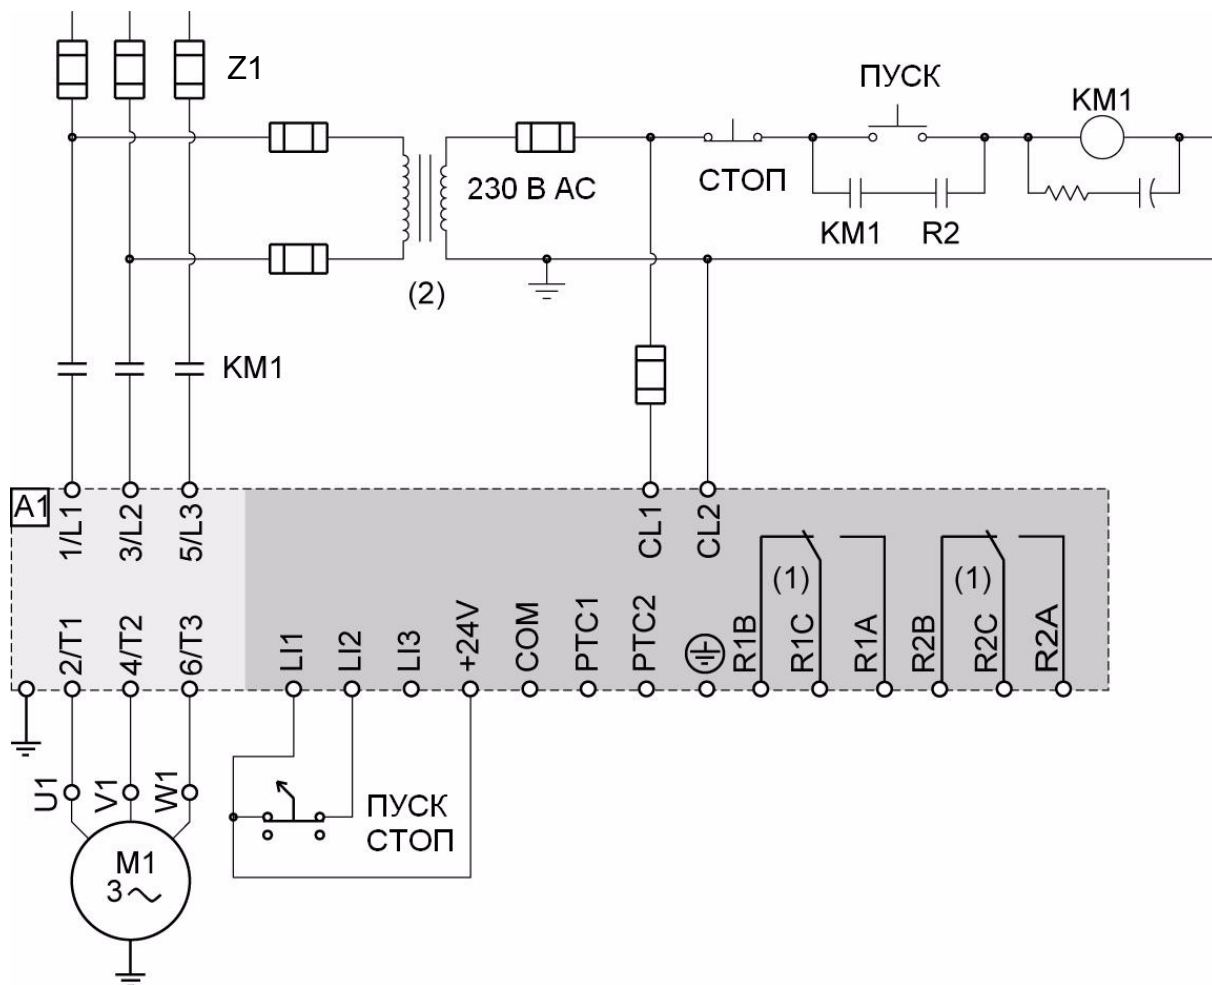 Z1
ПУСК
KM1
СТОП
230 В AC
KM1
R2
(2)
KM1
A1
1/L1
3/L2
5/L3
CL1
CL2
(1)
(1)
2/T1
4/T2
6/T3
LI1
LI2
LI3
+24V
COM
PTC1
PTC2
R1B
R1C
R1A
R2B
R2C
R2A
U1
V1
W1
ПУСК
СТОП
M1
3